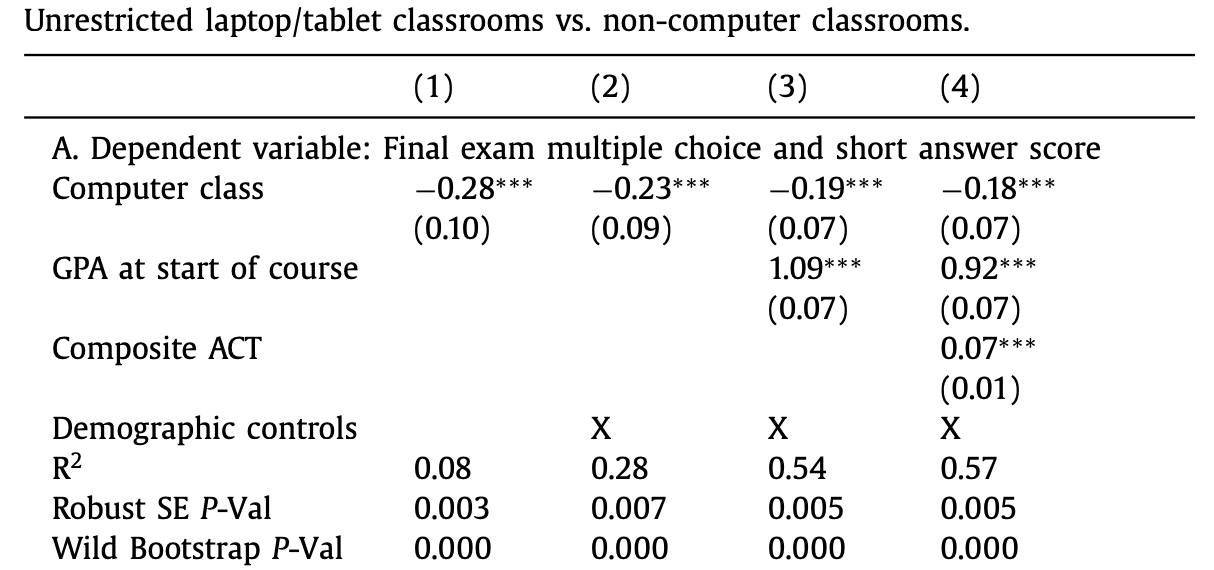 Unrestricted laptop/tablet classrooms vs. non-computer classrooms.
(1) (2) (3) (4)
A. Dependent variable: Final exam multiple choice and short answer score
Computer class −0.28*** −0.23*** −0.19*** −0.18***
(0.10) (0.09) (0.07) (0.07)
GPA at start of course 1.09*** 0.92***
(0.07) (0.07)
Composite ACT 0.07***
(0.01)
Demographic controls X X X
R² 0.08 0.28 0.54 0.57
Robust SE P-Val 0.003 0.007 0.005 0.005
Wild Bootstrap P-Val 0.000 0.000 0.000 0.000